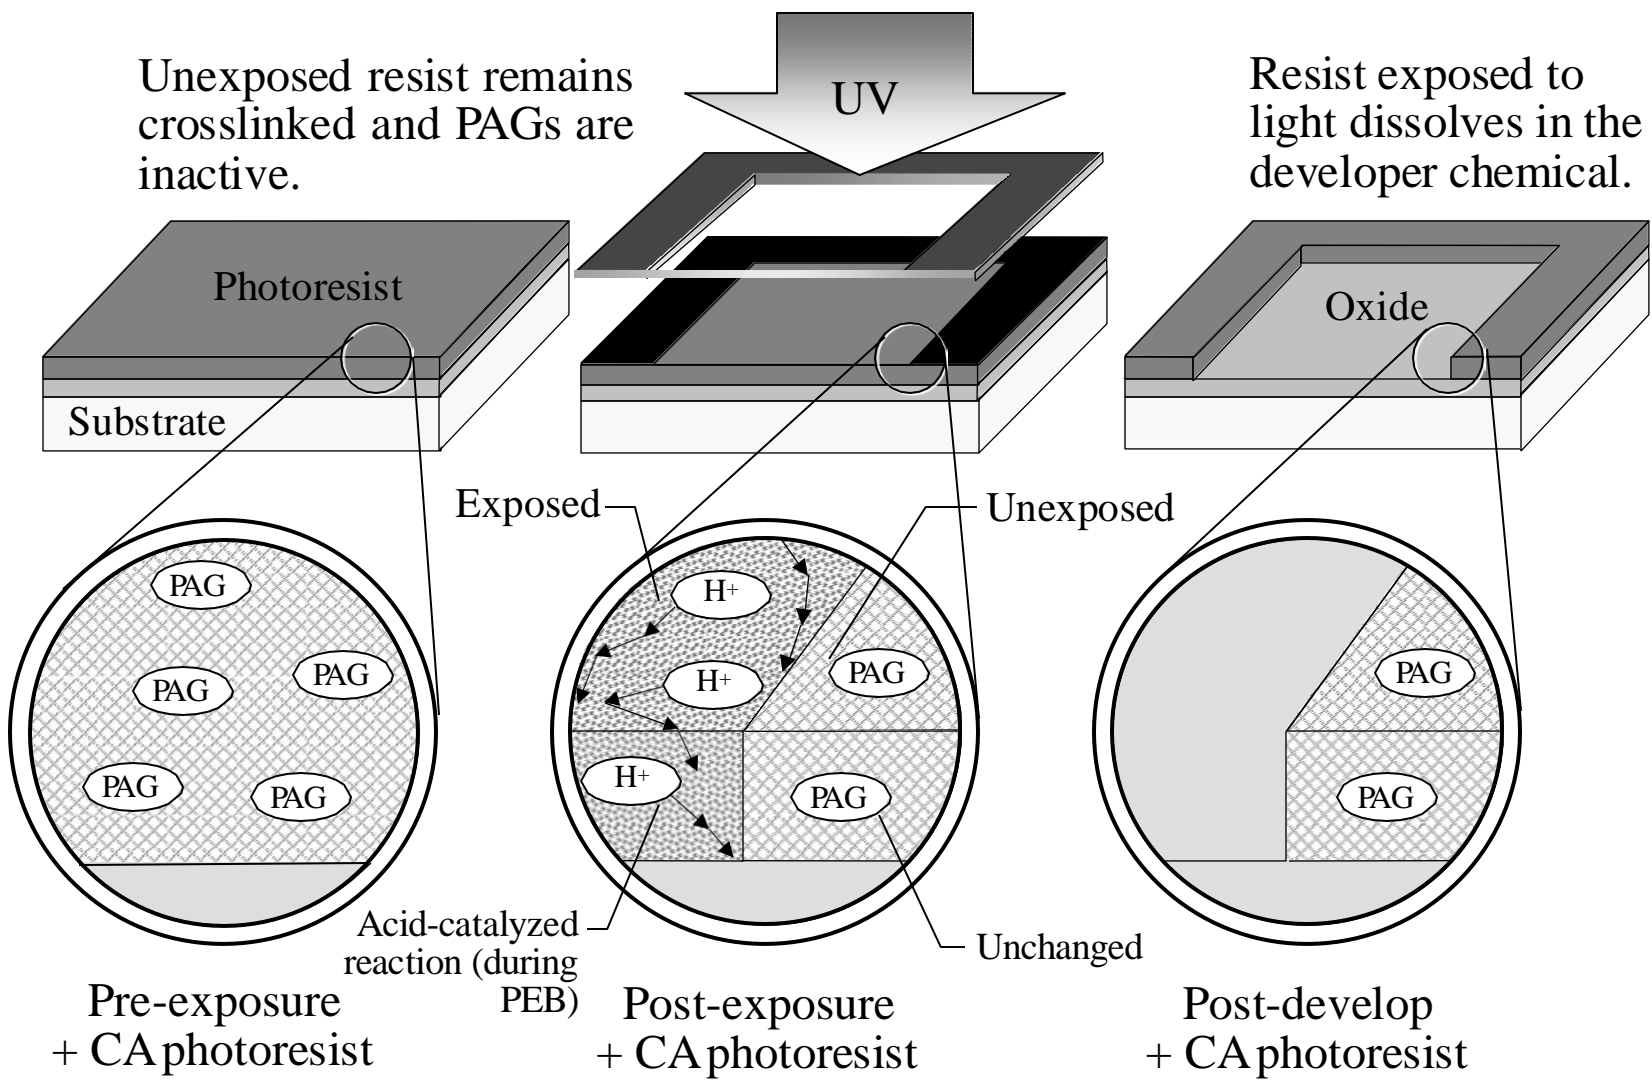 Unexposed resist remains
crosslinked and PAGs are
inactive.
UV
Resist exposed to
light dissolves in the
developer chemical.
Photoresist
Substrate
Oxide
Exposed
Unexposed
PAG
PAG
PAG
PAG
PAG
H+
H+
H+
PAG
PAG
PAG
PAG
Acid-catalyzed
reaction (during
PEB)
Unchanged
Pre-exposure
+ CA photoresist
Post-exposure
+ CA photoresist
Post-develop
+ CA photoresist